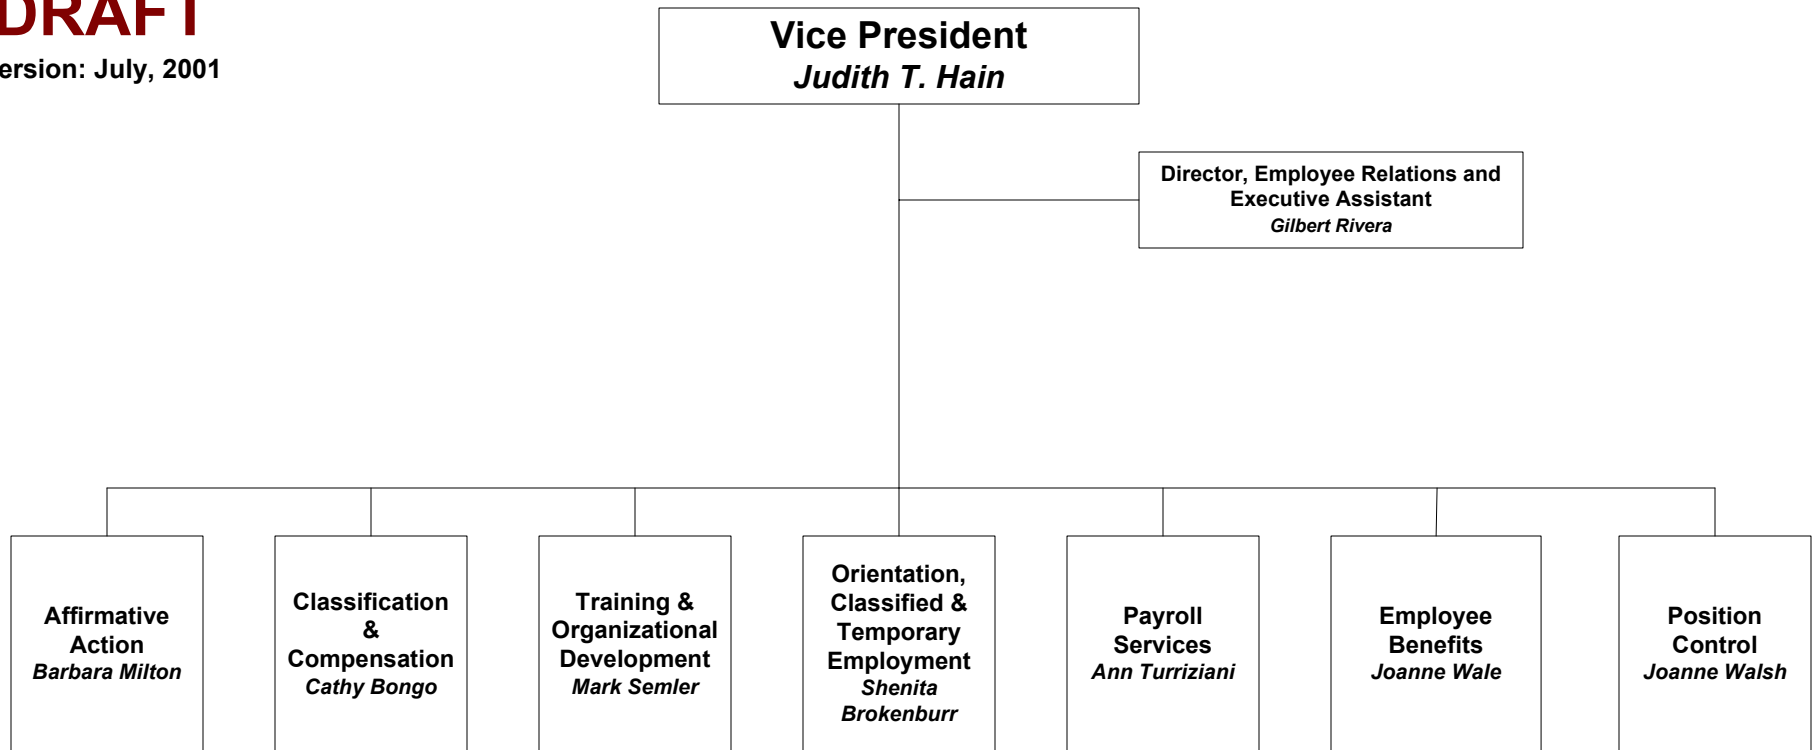 DRAFT
ersion: July, 2001
Vice President
Judith T. Hain
Director, Employee Relations and
Executive Assistant
Gilbert Rivera
Affirmative
Action
Barbara Milton
Classification
&
Compensation
Cathy Bongo
Training &
Organizational
Development
Mark Semler
Orientation,
Classified &
Temporary
Employment
Shenita
Brokenburr
Payroll
Services
Ann Turriziani
Employee
Benefits
Joanne Wale
Position
Control
Joanne Walsh